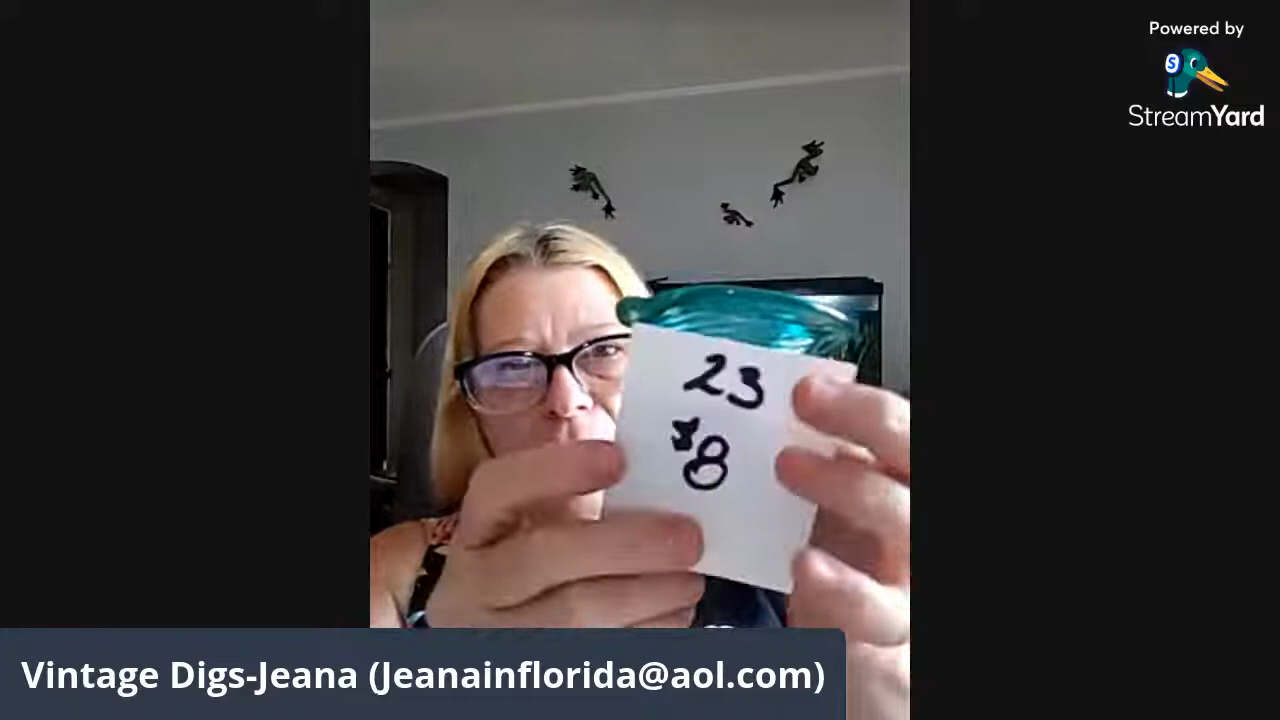 Powered by
S
StreamYard
23
$8
Vintage Digs-Jeana (Jeanainflorida@aol.com)